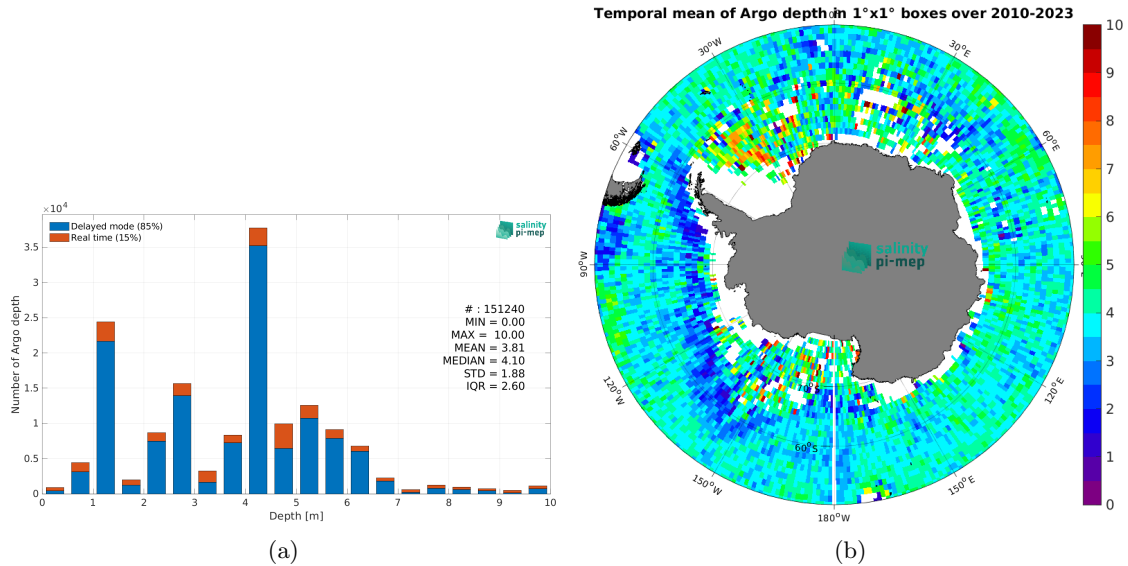 ×10⁴
3.5
3
2.5
2
1.5
1
0.5
0
Number of Argo depth
Delayed mode (85%)
Real time (15%)
salinity
pi-mep
# : 151240
MIN = 0.00
MAX = 10.00
MEAN = 3.81
MEDIAN = 4.10
STD = 1.88
IQR = 2.60
1 2 3 4 5 6 7 8 9 10
Depth [m]
(a)
Temporal mean of Argo depth in 1°x1° boxes over 2010-2023
30°W
30°E
60°W
60°E
90°W
120°W
120°E
150°W
150°E
180°W
70°S
60°S
salinity
pi-mep
10
9
8
7
6
5
4
3
2
1
0
(b)